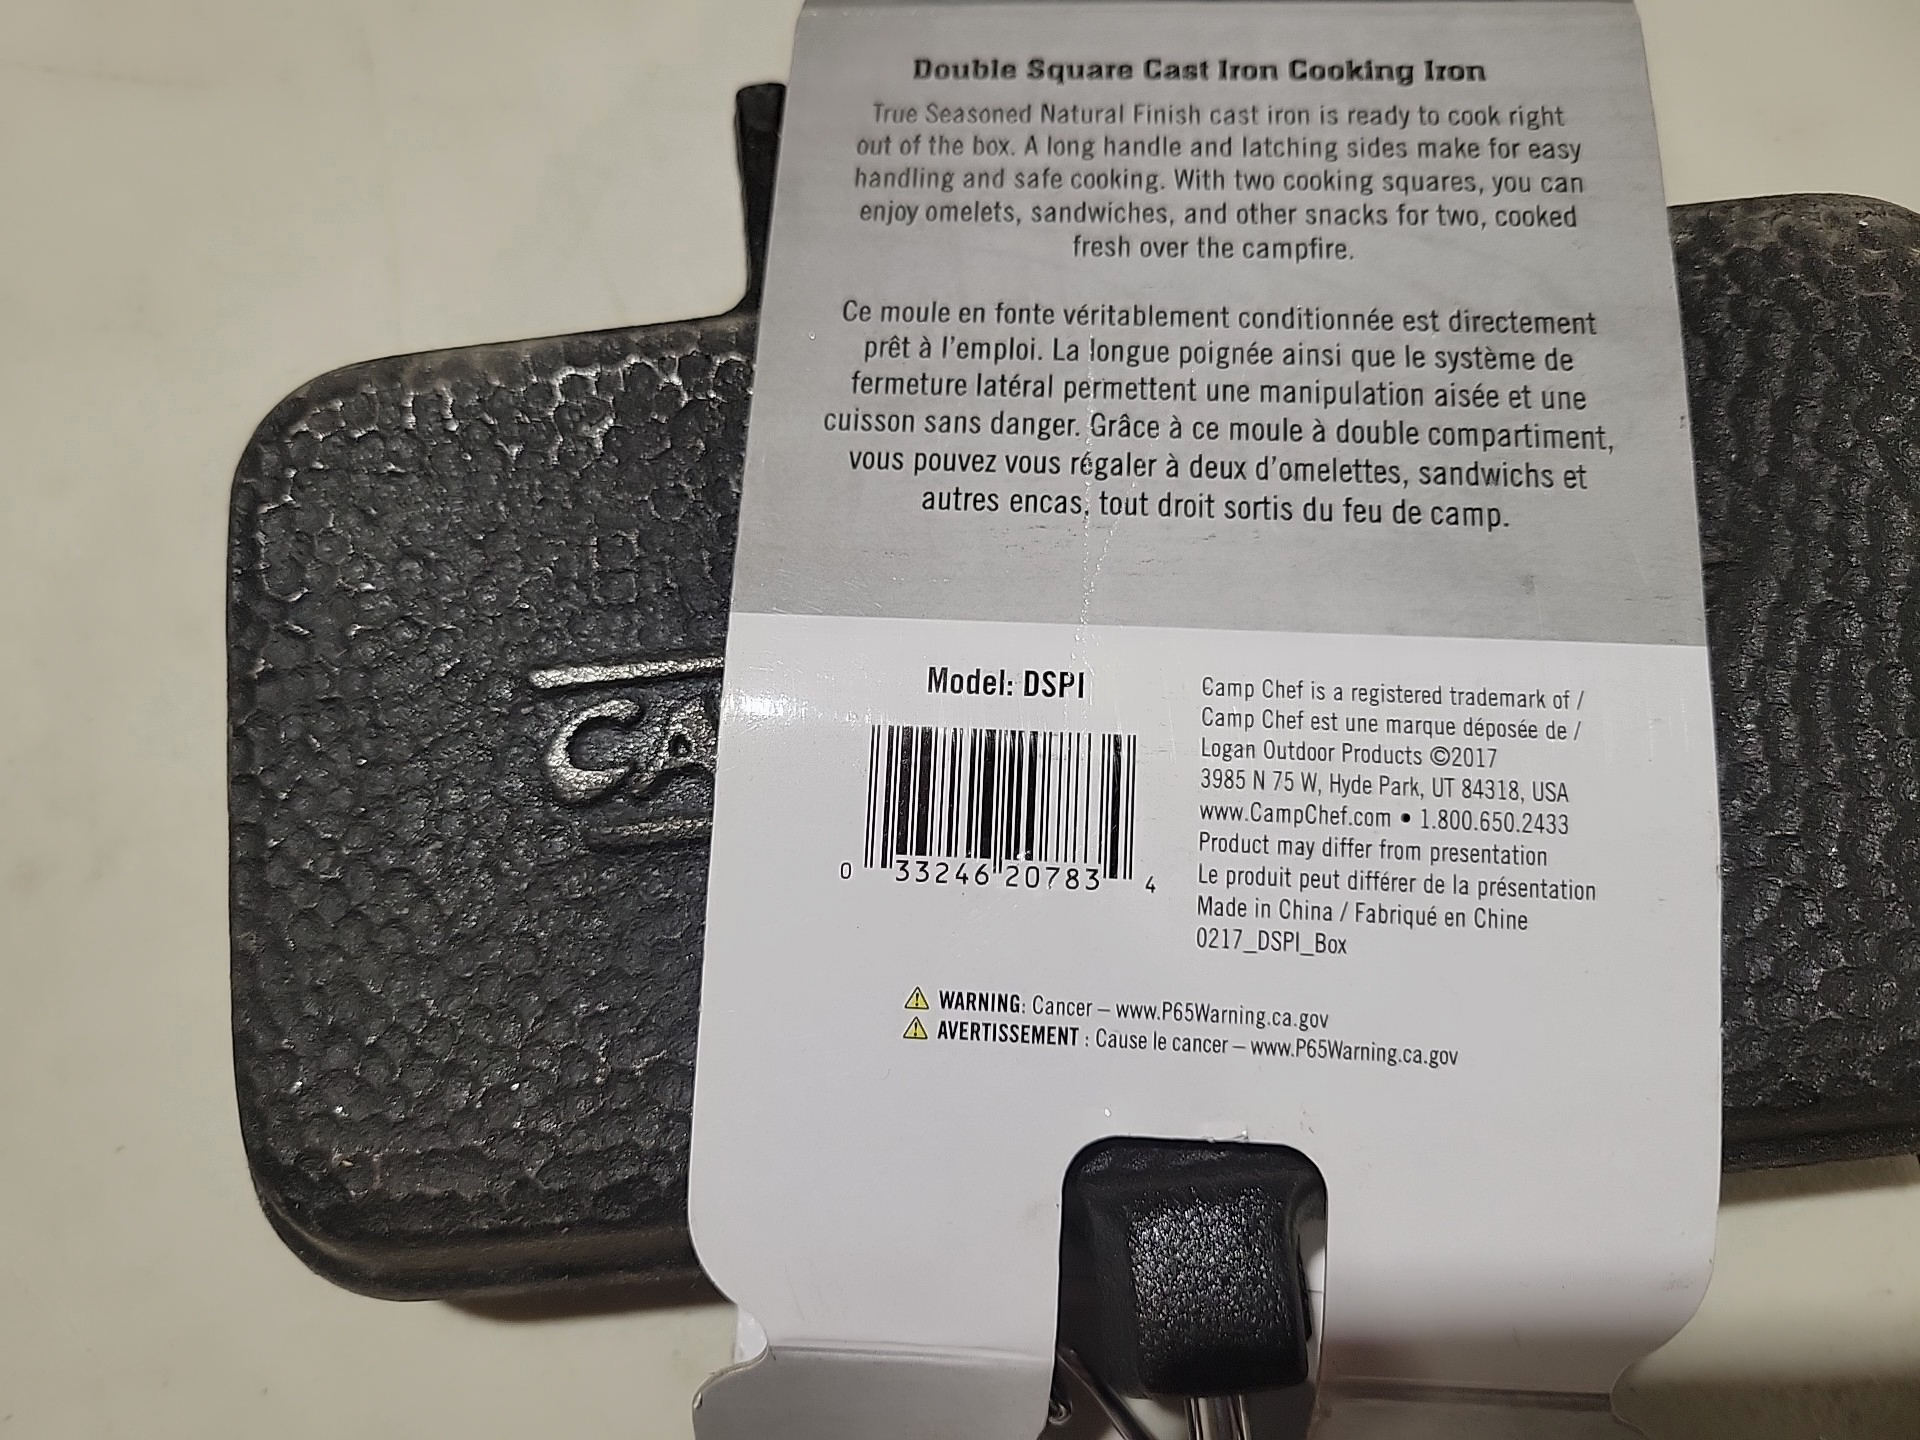 Double Square Cast Iron Cooking Iron
True Seasoned Natural Finish cast iron is ready to cook right
out of the box. A long handle and latching sides make for easy
handling and safe cooking. With two cooking squares, you can
enjoy omelets, sandwiches, and other snacks for two, cooked
fresh over the campfire.
Ce moule en fonte véritablement conditionnée est directement
prêt à l'emploi. La longue poignée ainsi que le système de
fermeture latéral permettent une manipulation aisée et une
cuisson sans danger. Grâce à ce moule à double compartiment,
vous pouvez vous régaler à deux d'omelettes, sandwichs et
autres encas, tout droit sortis du feu de camp.
Model: DSPI
0 33246 20783 4
Camp Chef is a registered trademark of /
Camp Chef est une marque déposée de /
Logan Outdoor Products ©2017
3985 N 75 W, Hyde Park, UT 84318, USA
www.CampChef.com • 1.800.650.2433
Product may differ from presentation
Le produit peut différer de la présentation
Made in China / Fabriqué en Chine
0217_DSPI_Box
WARNING: Cancer – www.P65Warning.ca.gov
AVERTISSEMENT : Cause le cancer – www.P65Warning.ca.gov